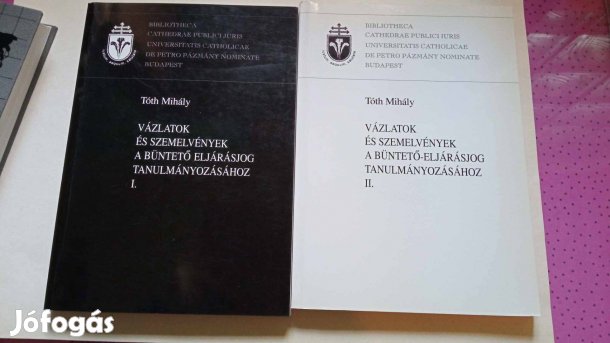 BIBLIOTHECA
CATHEDRAE PUBLICI JURIS
UNIVERSITATIS CATHOLICAE
DE PETRO PÁZMÁNY NOMINATE
BUDAPEST
Tóth Mihály
VÁZLATOK
ÉS SZEMELVÉNYEK
A BÜNTETŐ ELJÁRÁSJOG
TANULMÁNYOZÁSÁHOZ
I.
BIBLIOTHECA
CATHEDRAE PUBLICI JURIS
UNIVERSITATIS CATHOLICAE
DE PETRO PÁZMÁNY NOMINATE
BUDAPEST
Tóth Mihály
VÁZLATOK
ÉS SZEMELVÉNYEK
A BÜNTETŐ-ELJÁRÁSJOG
TANULMÁNYOZÁSÁHOZ
II.
Jófogás